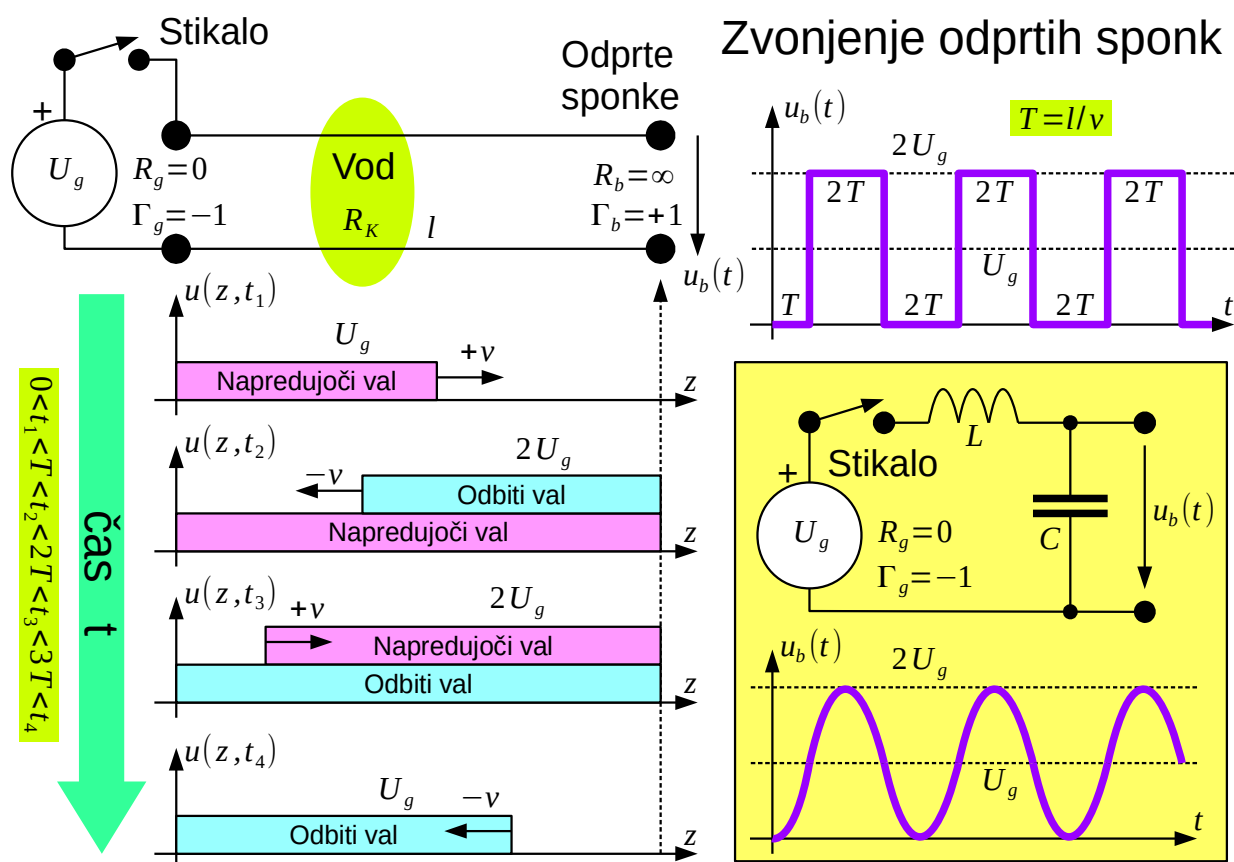 Zvonjenje odprtih sponk
Stikalo
Odprte
sponke
+
U_g
R_g=0
Γ_g=−1
Vod
R_K
l
R_b=∞
Γ_b=+1
u_b(t)
u_b(t)
T=l/v
2U_g
2T
2T
2T
U_g
T
2T
2T
t
čas t
0<t_1<T<t_2<2T<t_3<3T<t_4
u(z,t_1)
U_g
+v
Napredujoči val
z
u(z,t_2)
2U_g
−v
Odbiti val
Napredujoči val
z
u(z,t_3)
2U_g
+v
Napredujoči val
Odbiti val
z
u(z,t_4)
U_g
−v
Odbiti val
z
L
Stikalo
+
U_g
R_g=0
Γ_g=−1
C
u_b(t)
u_b(t)
2U_g
U_g
t